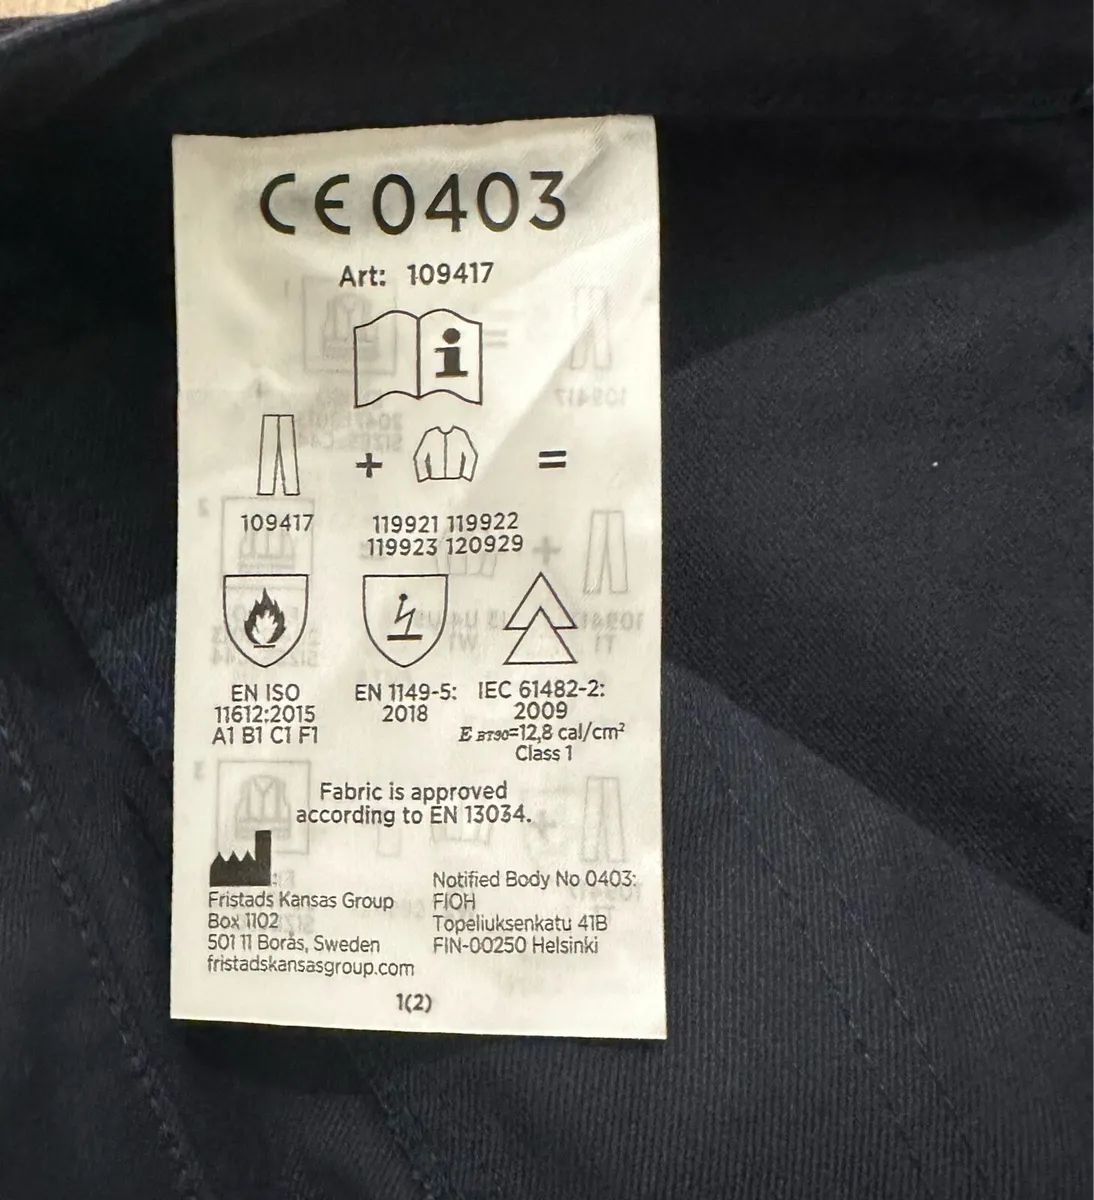 CE 0403
Art: 109417
i
+ =
109417
119921 119922
119923 120929
EN ISO
11612:2015
A1 B1 C1 F1
EN 1149-5:
2018
IEC 61482-2:
2009
E BT50=12,8 cal/cm²
Class 1
Fabric is approved
according to EN 13034.
Fristads Kansas Group
Box 1102
501 11 Borås, Sweden
fristadskansasgroup.com
Notified Body No 0403:
FIOH
Topeliuksenkatu 41B
FIN-00250 Helsinki
1(2)